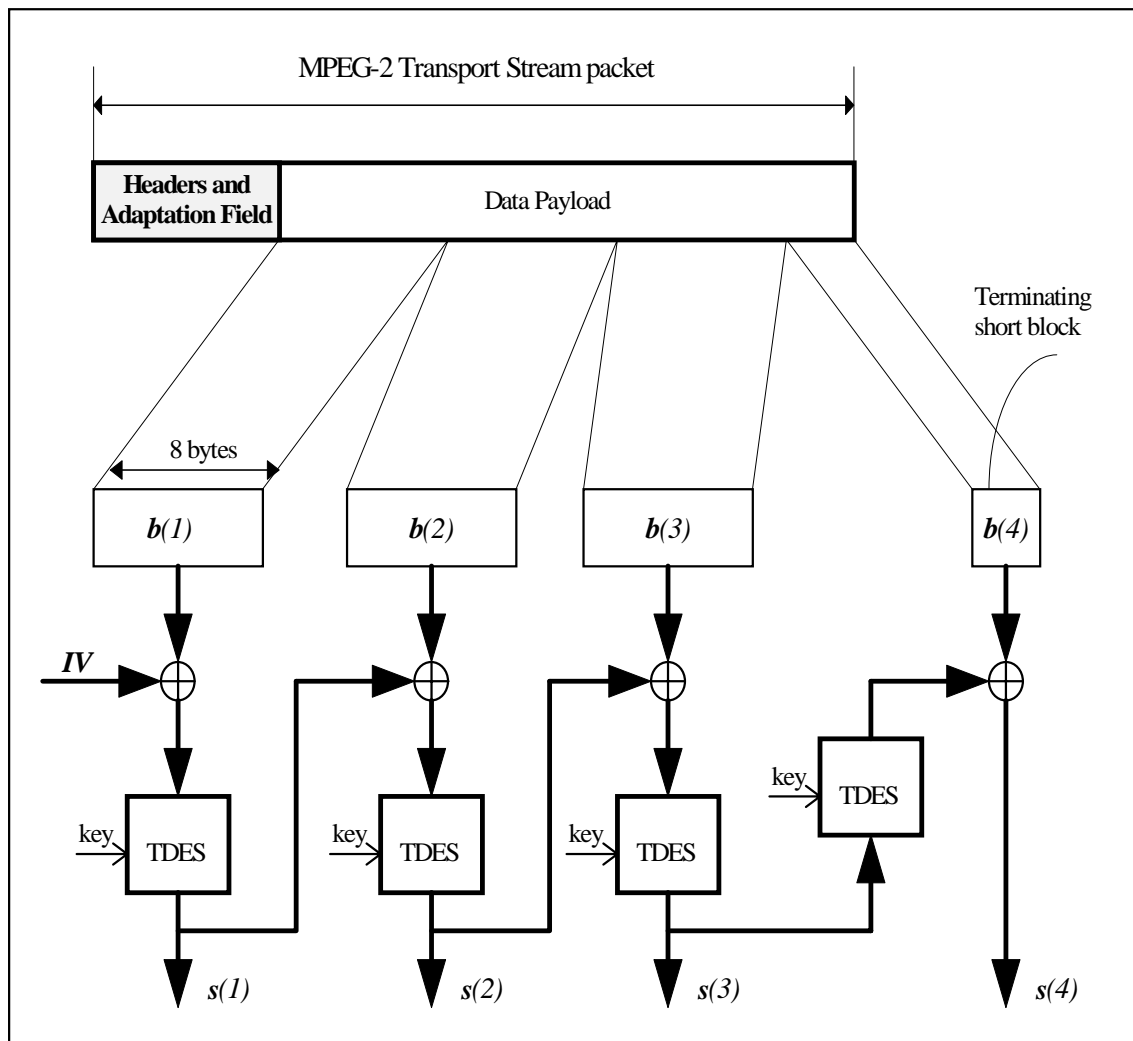 MPEG-2 Transport Stream packet
Headers and
Adaptation Field
Data Payload
Terminating
short block
8 bytes
b(1)
b(2)
b(3)
b(4)
IV
key
TDES
key
TDES
key
TDES
key
TDES
s(1)
s(2)
s(3)
s(4)